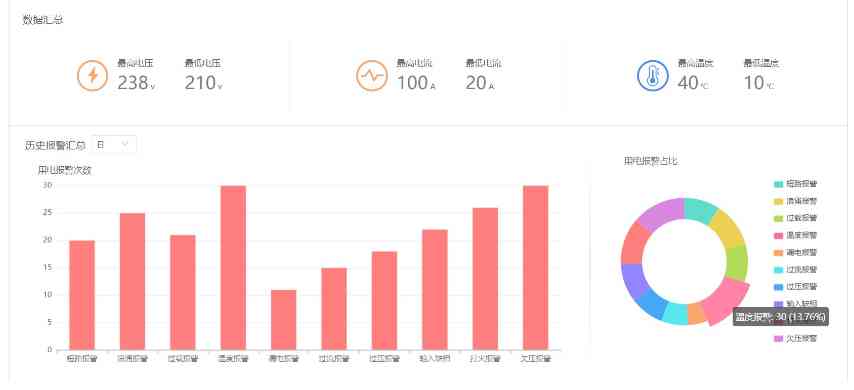 数据汇总
最高电压 最低电压 最高电流 最低电流 最高温度 最低温度
238 V 210 V 100 A 20 A 40 ℃ 10 ℃
历史报警汇总 日
用电报警次数
用电报警占比
30
25
20
15
10
5
0
短路报警 浪涌报警 过载报警 温度报警 漏电报警 过流报警 过压报警 输入缺相 打火报警 欠压报警
短路报警
浪涌报警
过载报警
温度报警
漏电报警
过流报警
过压报警
输入缺相
温度报警: 30 (13.76%)
欠压报警